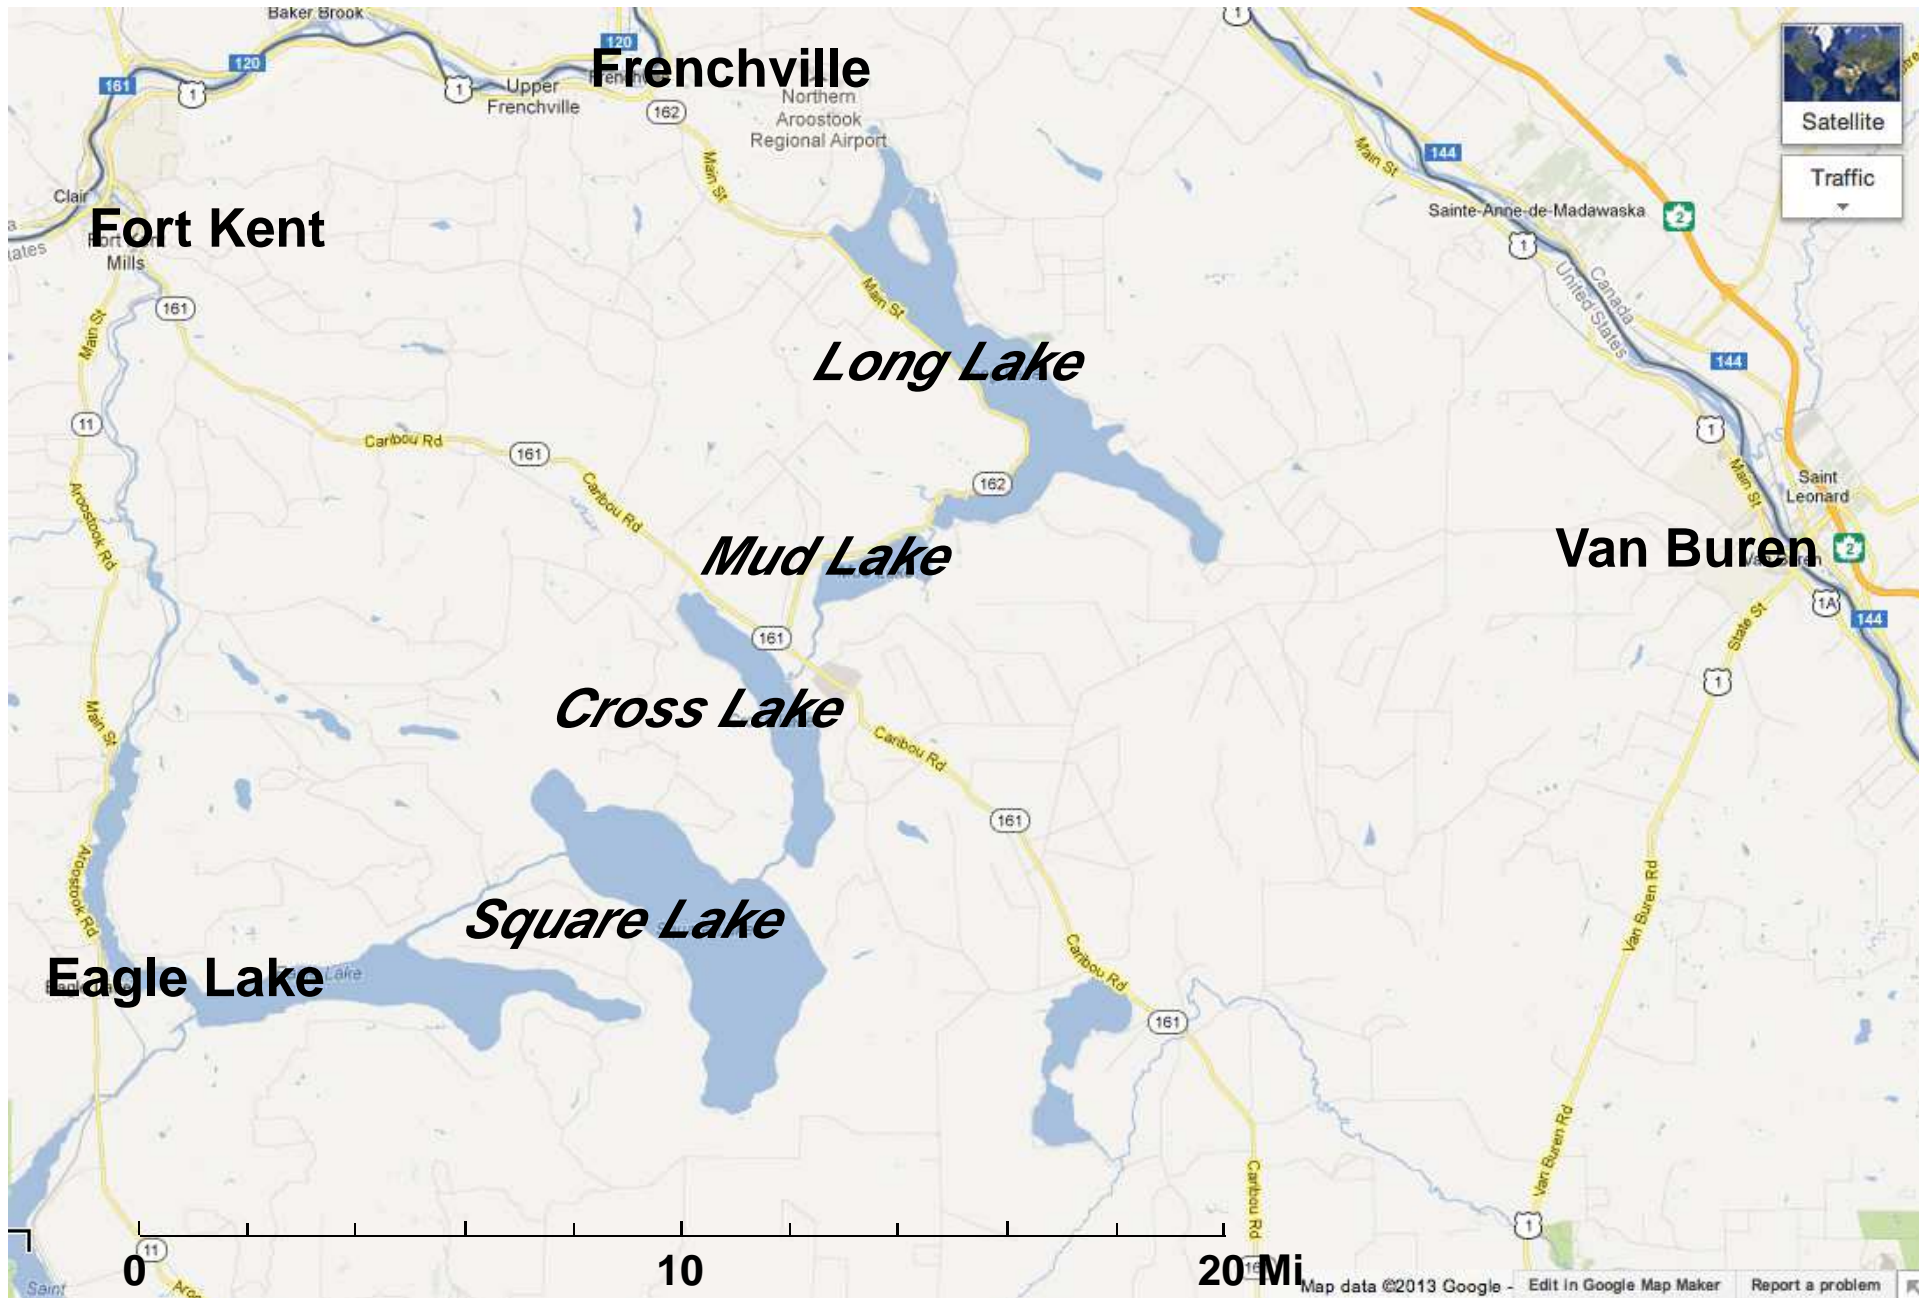 Baker Brook
1
120
120
Frenchville
161
1
1
Upper
Frenchville
162
Northern
Aroostook
Regional Airport
Satellite
Traffic
Main St
Main St
144
Clair
Sainte-Anne-de-Madawaska
2
Fort Kent
Mills
1
Canada
United States
161
Main St
Main St
Long Lake
144
11
1
Caribou Rd
161
Main St
Saint
Leonard
162
Caribou Rd
Aroostook Rd
Mud Lake
Van Buren
2
1A
144
161
State St
1
Cross Lake
Main St
Caribou Rd
161
Aroostook Rd
Van Buren Rd
Square Lake
Caribou Rd
Eagle Lake
161
Van Buren Rd
Caribou Rd
1
11
0
10
20 Mi
Saint
Map data ©2013 Google -
Edit in Google Map Maker
Report a problem